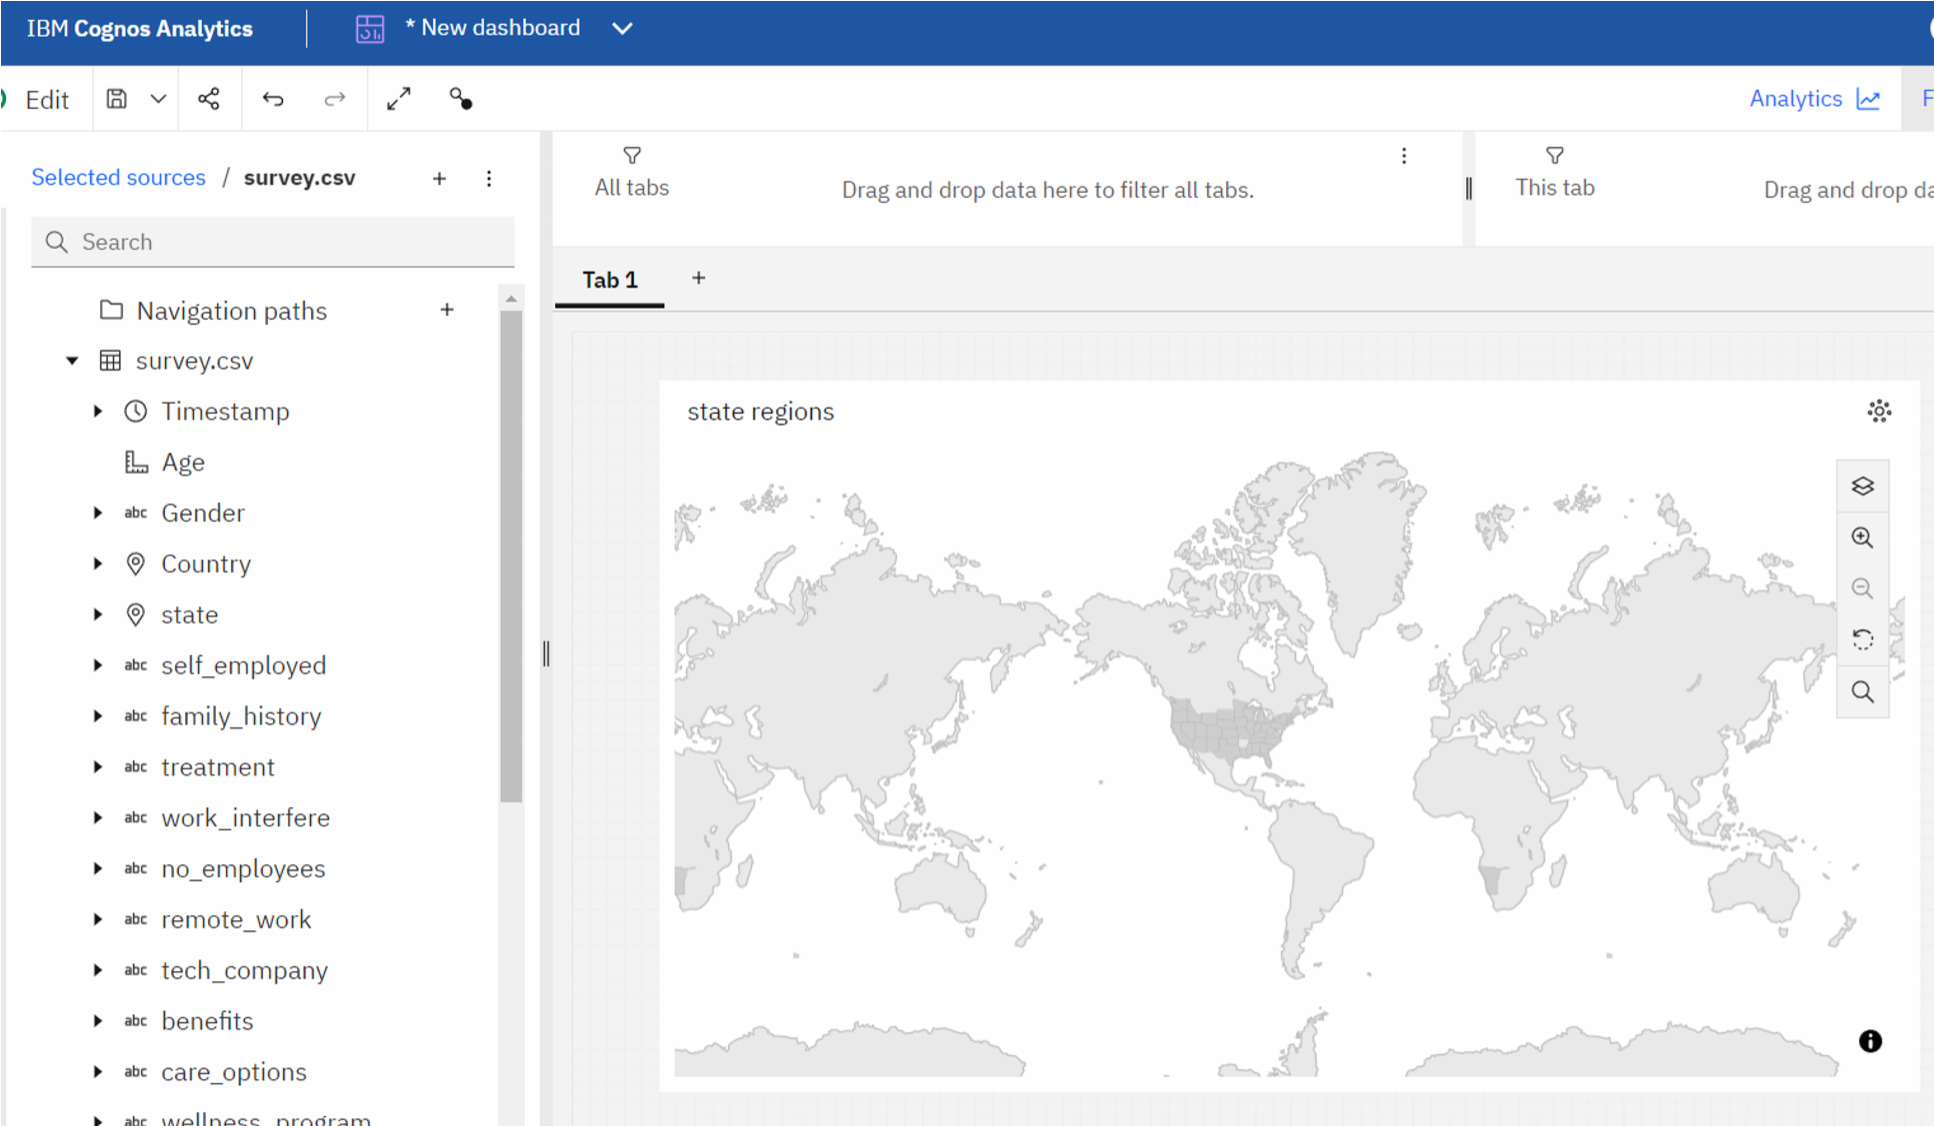 IBM Cognos Analytics
* New dashboard
Edit
Analytics
F
Selected sources / survey.csv
All tabs
Drag and drop data here to filter all tabs.
This tab
Drag and drop da
Search
Tab 1
Navigation paths
survey.csv
Timestamp
Age
abc Gender
Country
state
abc self_employed
abc family_history
abc treatment
abc work_interfere
abc no_employees
abc remote_work
abc tech_company
abc benefits
abc care_options
abc wellness_program
state regions